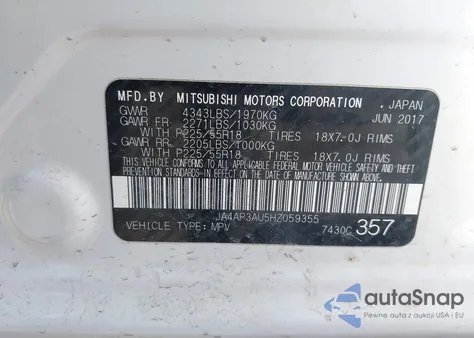 MFD.BY MITSUBISHI MOTORS CORPORATION ,JAPAN
GVWR 4343LBS/1970KG JUN 2017
GAWR FR 2271LBS/1030KG
WITH P225/55R18 TIRES 18X7.0J RIMS
GAWR RR 2205LBS/1000KG
WITH P225/55R18 TIRES 18X7.0J RIMS
THIS VEHICLE CONFORMS TO ALL APPLICABLE FEDERAL MOTOR VEHICLE SAFETY AND THEFT
PREVENTION STANDARDS IN EFFECT ON THE DATE OF MANUFACTURE SHOWN ABOVE.
JA4AP3AU5HZ059355
VEHICLE TYPE: MPV 7430C 357
autoSnap
Pewne auta z aukcji USA i EU